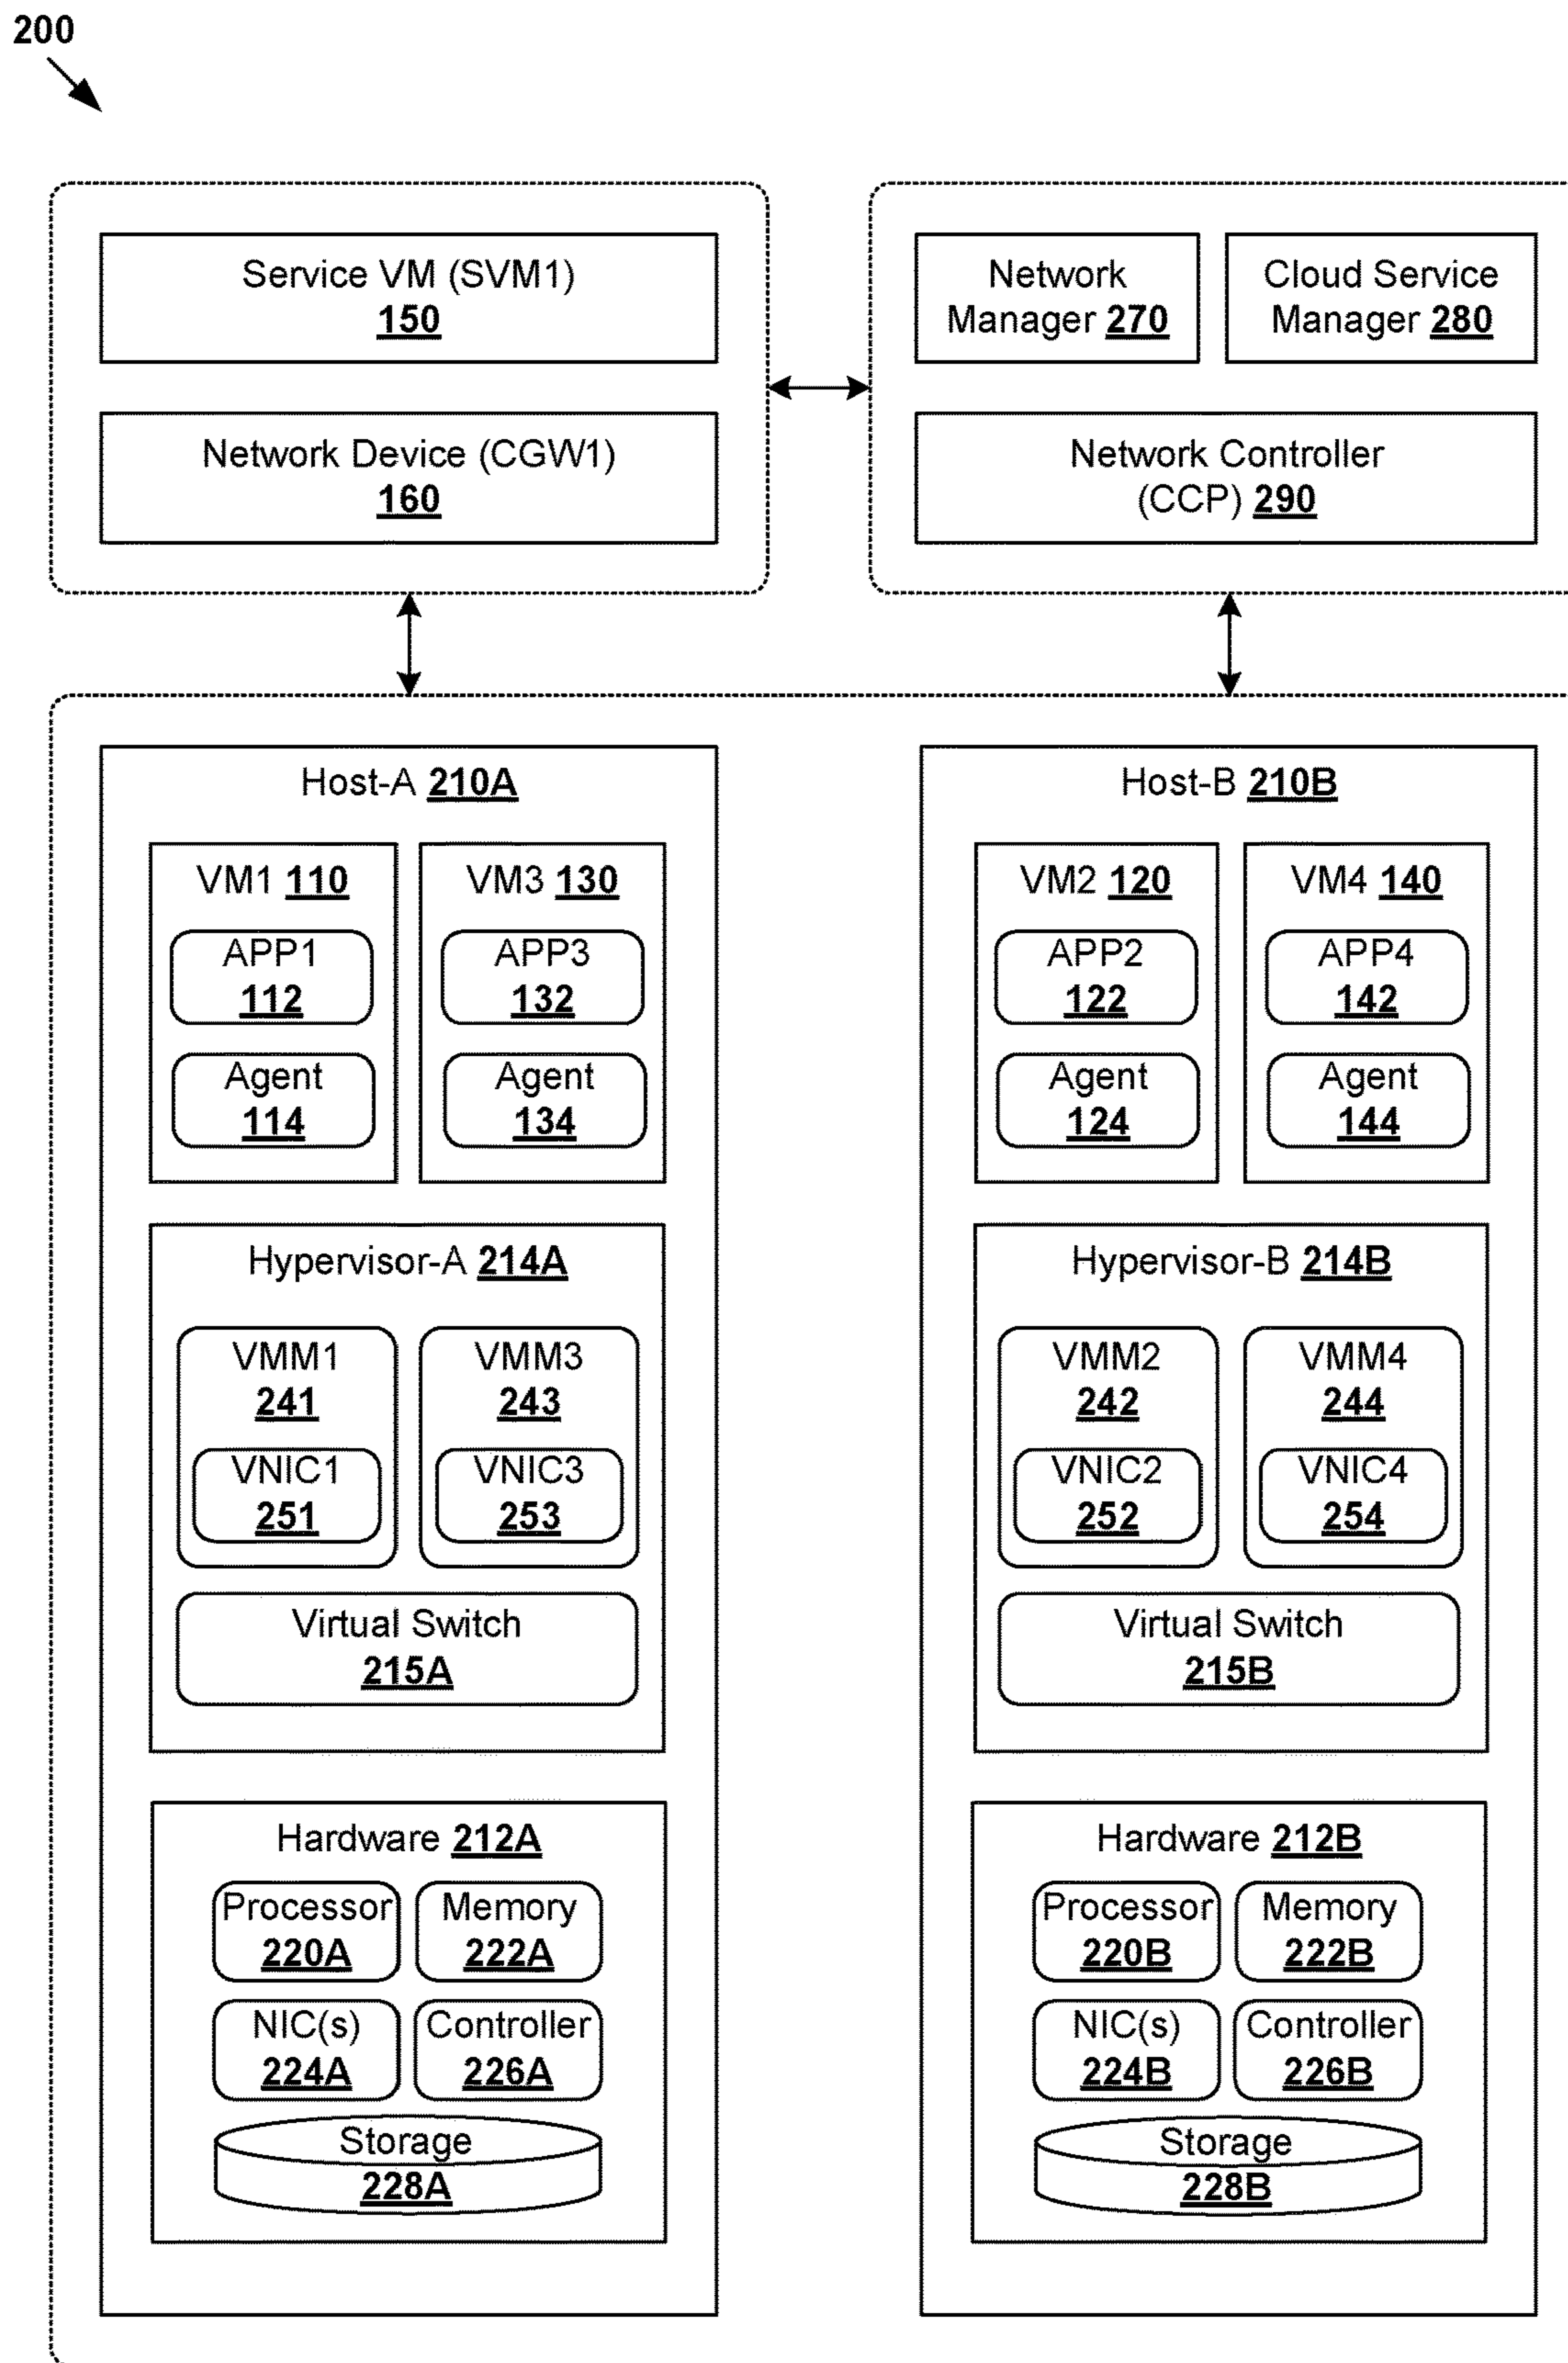 200
Service VM (SVM1)
150
Network Device (CGW1)
160
Network
Manager 270
Cloud Service
Manager 280
Network Controller
(CCP) 290
Host-A 210A
VM1 110
APP1
112
Agent
114
VM3 130
APP3
132
Agent
134
Hypervisor-A 214A
VMM1
241
VNIC1
251
VMM3
243
VNIC3
253
Virtual Switch
215A
Hardware 212A
Processor
220A
Memory
222A
NIC(s)
224A
Controller
226A
Storage
228A
Host-B 210B
VM2 120
APP2
122
Agent
124
VM4 140
APP4
142
Agent
144
Hypervisor-B 214B
VMM2
242
VNIC2
252
VMM4
244
VNIC4
254
Virtual Switch
215B
Hardware 212B
Processor
220B
Memory
222B
NIC(s)
224B
Controller
226B
Storage
228B